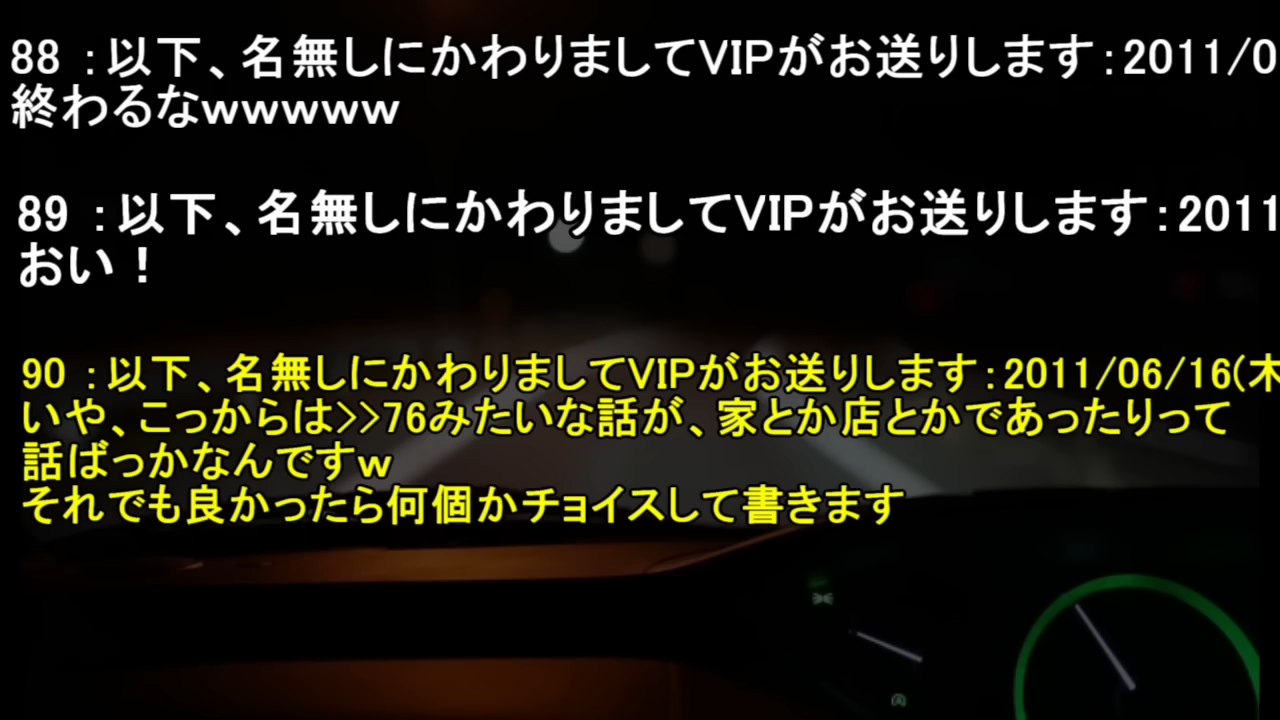 88 ：以下、名無しにかわりましてVIPがお送りします：2011/0
終わるなｗｗｗｗｗ
89 ：以下、名無しにかわりましてVIPがお送りします：2011
おい！
90 ：以下、名無しにかわりましてVIPがお送りします：2011/06/16(木
いや、こっからは>>76みたいな話が、家とか店とかであったりって
話ばっかなんですｗ
それでも良かったら何個かチョイスして書きます